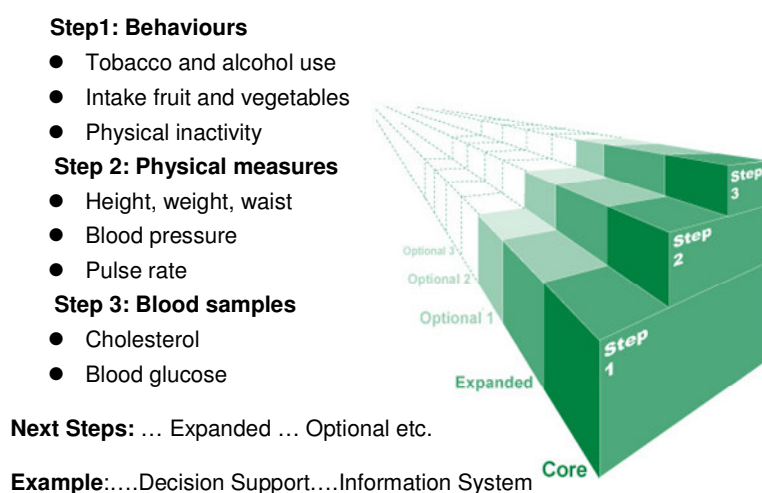 Step1: Behaviours
● Tobacco and alcohol use
● Intake fruit and vegetables
● Physical inactivity
Step 2: Physical measures
● Height, weight, waist
● Blood pressure
● Pulse rate
Step 3: Blood samples
● Cholesterol
● Blood glucose
Next Steps: … Expanded … Optional etc.
Example:….Decision Support….Information System
Step
3
Step
2
Step
1
Optional 3
Optional 2
Optional 1
Expanded
Core